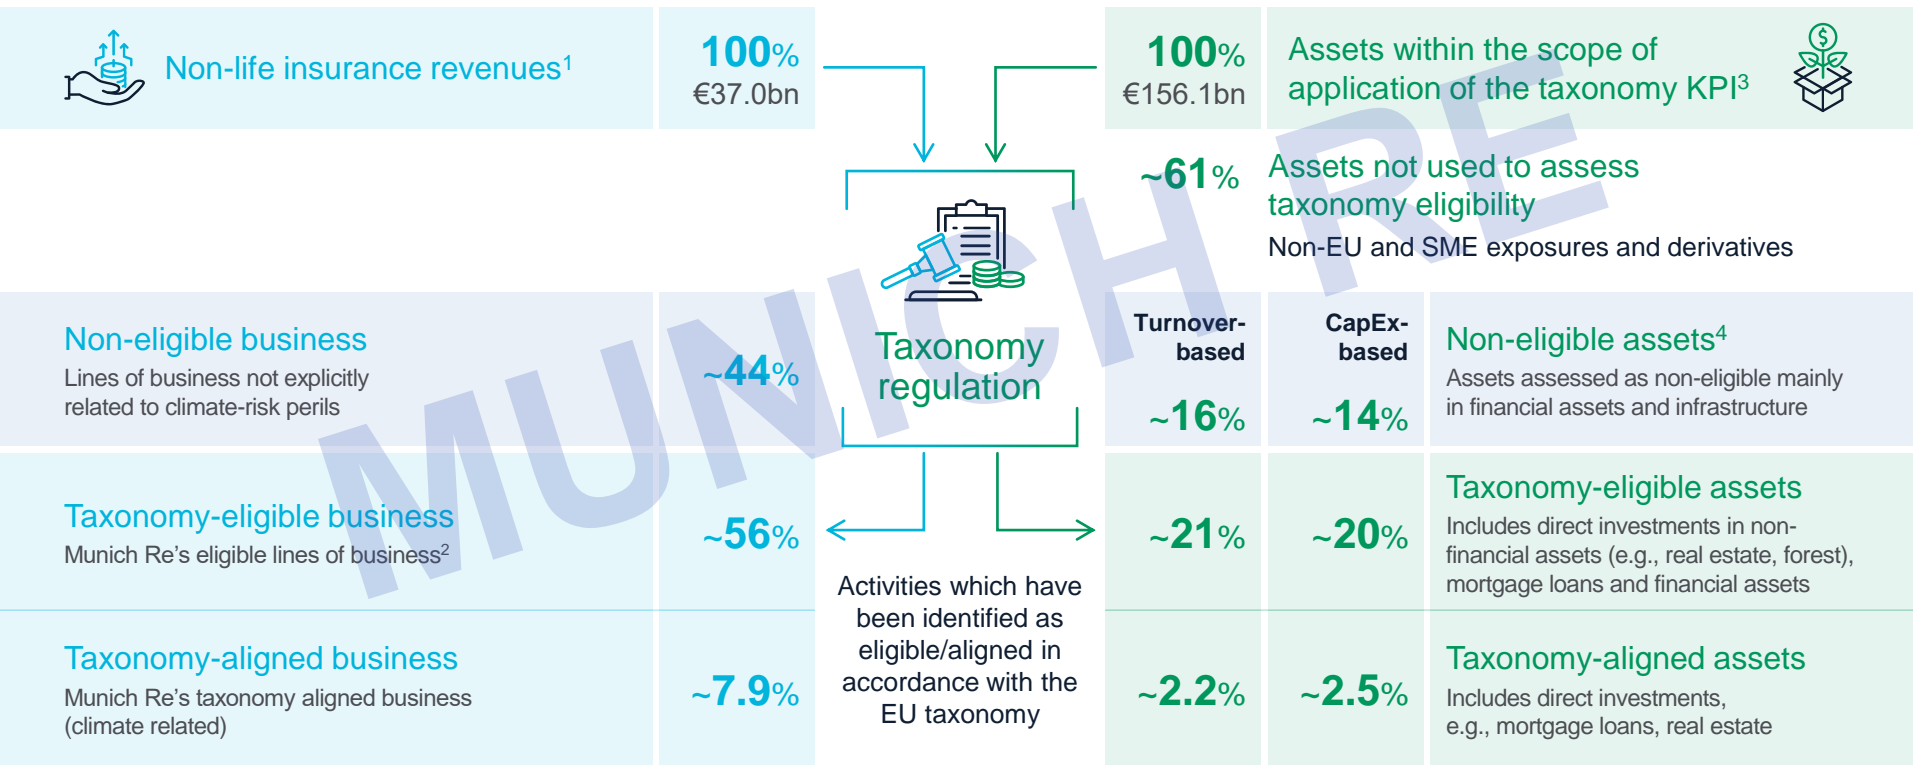 Non-life insurance revenues¹
100%
€37.0bn
100%
€156.1bn
Assets within the scope of
application of the taxonomy KPI³
~61%
Assets not used to assess
taxonomy eligibility
Non-EU and SME exposures and derivatives
Non-eligible business
Lines of business not explicitly
related to climate-risk perils
~44%
Taxonomy
regulation
Turnover-
based
~16%
CapEx-
based
~14%
Non-eligible assets⁴
Assets assessed as non-eligible mainly
in financial assets and infrastructure
Taxonomy-eligible business
Munich Re's eligible lines of business²
~56%
~21%
~20%
Taxonomy-eligible assets
Includes direct investments in non-
financial assets (e.g., real estate, forest),
mortgage loans and financial assets
Activities which have
been identified as
eligible/aligned in
accordance with the
EU taxonomy
Taxonomy-aligned business
Munich Re's taxonomy aligned business
(climate related)
~7.9%
~2.2%
~2.5%
Taxonomy-aligned assets
Includes direct investments,
e.g., mortgage loans, real estate
MUNICH RE